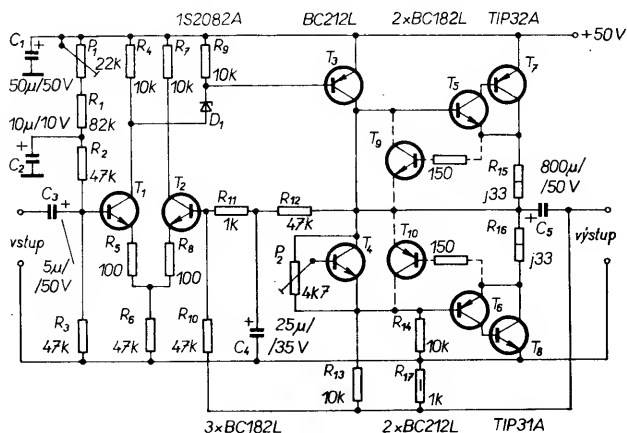 1S2082A BC212L 2×BC182L TIP32A
+50V
C1 + 50µ/50V
P1 22k
R4 10k
R7 10k
R9 10k
D1
T3
T5
T7
R1 82k
10µ/10V + C2
R2 47k
T9
150
R15 j33
800µ/50V
+ C5
C3 +
vstup
5µ/50V
T1
T2
R11 1k
R12 47k
R5 100
R8 100
P2 4k7
T4
T10
150
R16 j33
výstup
T6
T8
R3 47k
R6 47k
R10 47k
+ C4
25µ/35V
R14 10k
R13 10k
R17 1k
3×BC182L 2×BC212L TIP31A